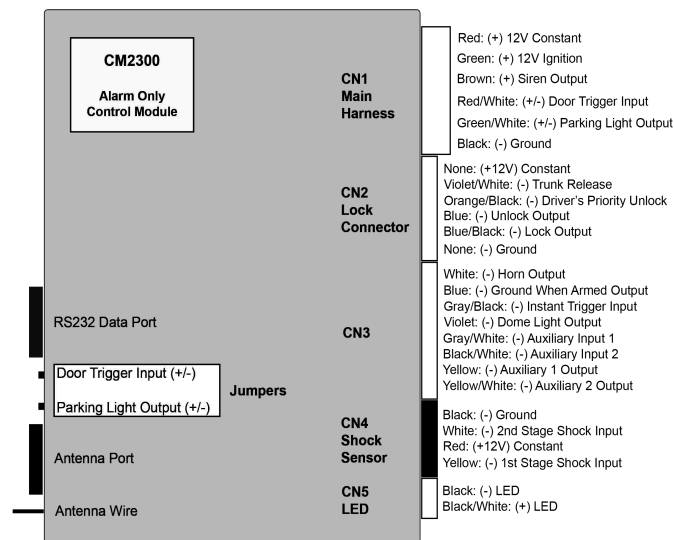 CM2300
Alarm Only
Control Module
CN1
Main
Harness
Red: (+) 12V Constant
Green: (+) 12V Ignition
Brown: (+) Siren Output
Red/White: (+/-) Door Trigger Input
Green/White: (+/-) Parking Light Output
Black: (-) Ground
CN2
Lock
Connector
None: (+12V) Constant
Violet/White: (-) Trunk Release
Orange/Black: (-) Driver's Priority Unlock
Blue: (-) Unlock Output
Blue/Black: (-) Lock Output
None: (-) Ground
CN3
White: (-) Horn Output
Blue: (-) Ground When Armed Output
Gray/Black: (-) Instant Trigger Input
Violet: (-) Dome Light Output
Gray/White: (-) Auxiliary Input 1
Black/White: (-) Auxiliary Input 2
Yellow: (-) Auxiliary 1 Output
Yellow/White: (-) Auxiliary 2 Output
RS232 Data Port
Door Trigger Input (+/-)
Parking Light Output (+/-)
Jumpers
CN4
Shock
Sensor
Black: (-) Ground
White: (-) 2nd Stage Shock Input
Red: (+12V) Constant
Yellow: (-) 1st Stage Shock Input
Antenna Port
CN5
LED
Black: (-) LED
Black/White: (+) LED
Antenna Wire